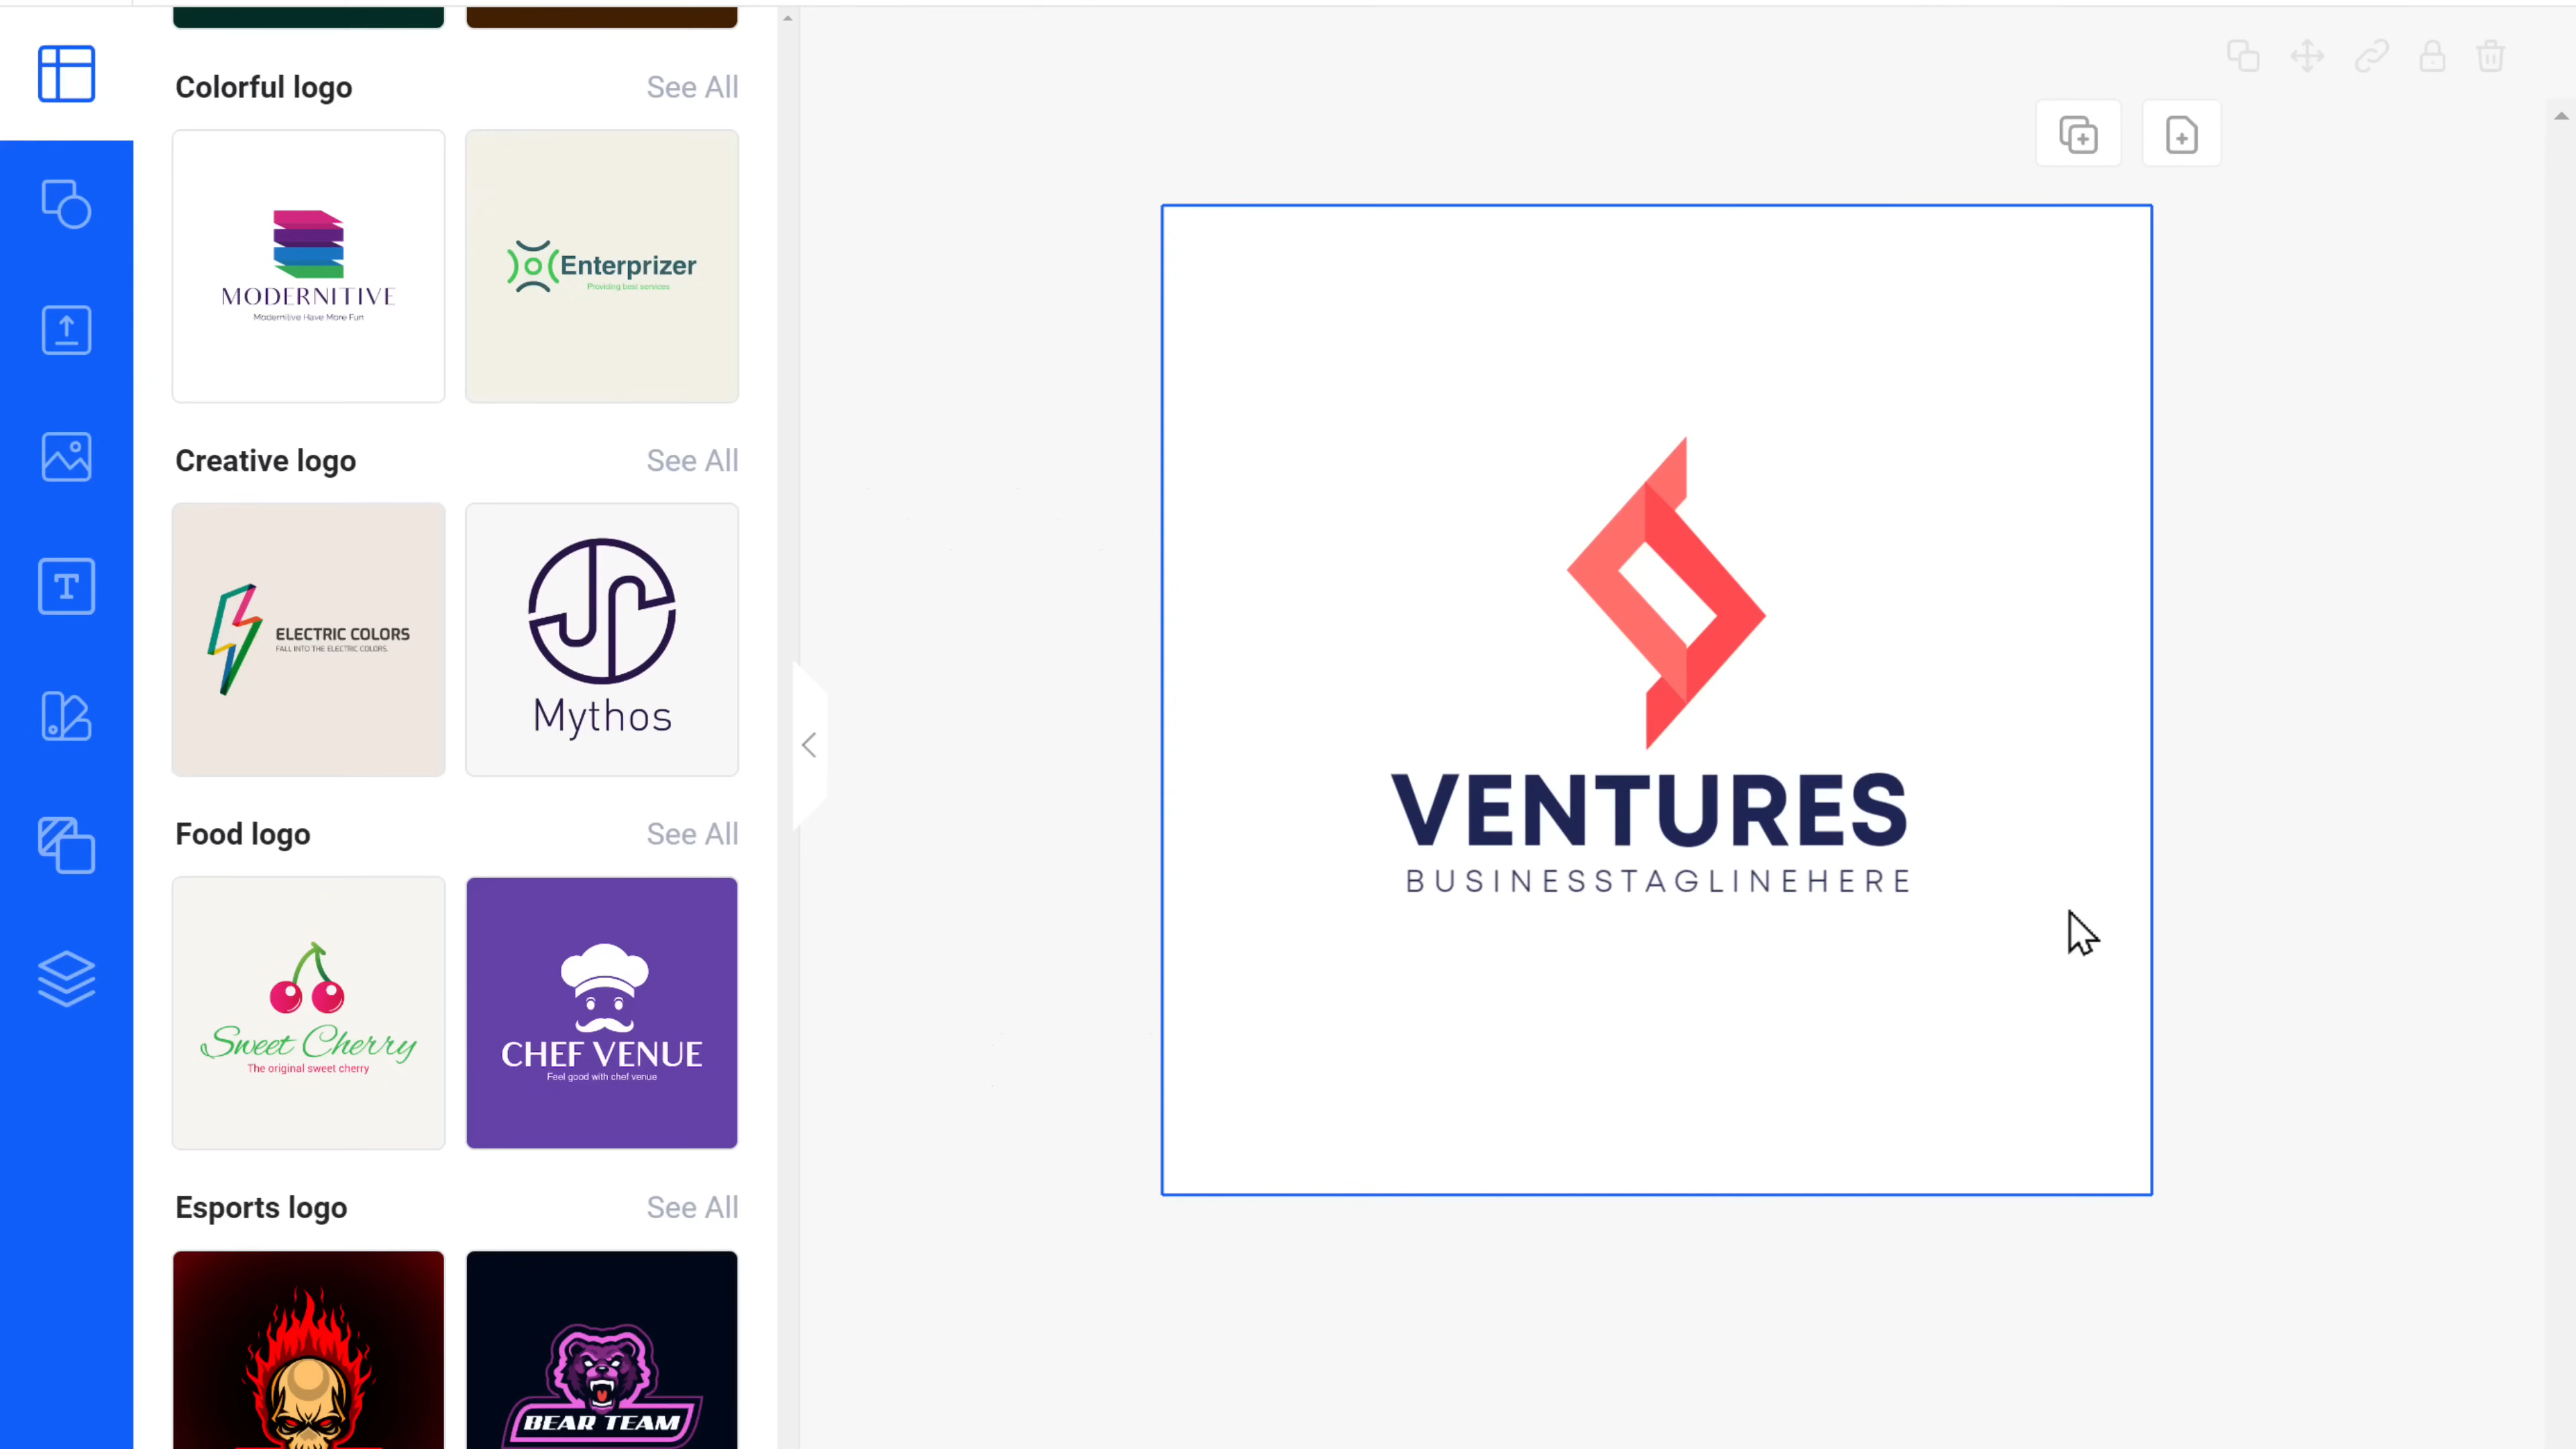 Colorful logo
See All
MODERNITIVE
Modernitive Have More Fun
Enterprizer
Providing best services
Creative logo
See All
ELECTRIC COLORS
FALL INTO THE ELECTRIC COLORS.
Mythos
Food logo
See All
Sweet Cherry
The original sweet cherry
CHEF VENUE
Feel good with chef venue
Esports logo
See All
BEAR TEAM
T
VENTURES
BUSINESSTAGLINEHERE